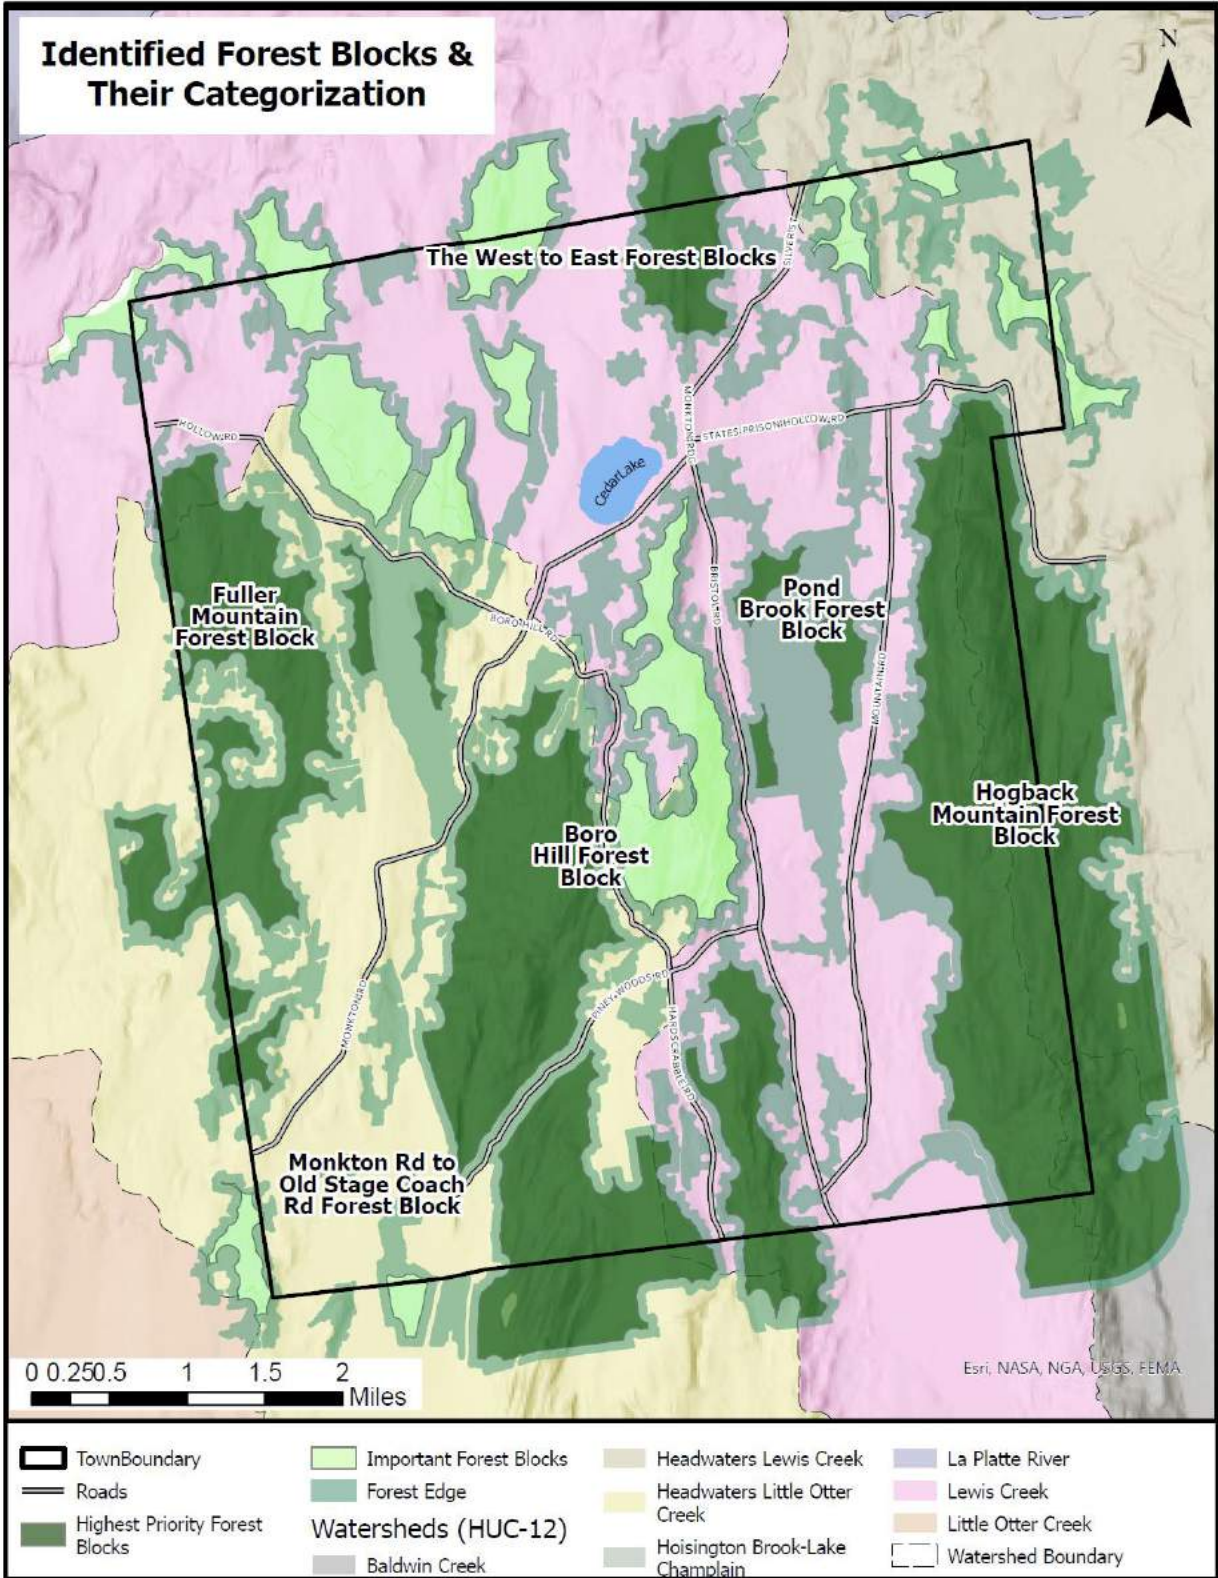 Identified Forest Blocks &
Their Categorization
N
The West to East Forest Blocks
SILVER ST
HOLLOW RD
MONKTON RDG
STATES PRISON HOLLOW RD
CedarLake
Fuller
Mountain
Forest Block
BORO HILL RD
BRISTOL RD
Pond
Brook Forest
Block
MOUNTAIN RD
Hogback
Mountain Forest
Block
Boro
Hill Forest
Block
MONKTON RD
PINEY WOODS RD
HARDSCRABBLE RD
Monkton Rd to
Old Stage Coach
Rd Forest Block
0 0.25 0.5 1 1.5 2
Miles
Esri, NASA, NGA, USGS, FEMA
TownBoundary
Roads
Highest Priority Forest
Blocks
Important Forest Blocks
Forest Edge
Watersheds (HUC-12)
Baldwin Creek
Headwaters Lewis Creek
Headwaters Little Otter
Creek
Hoisington Brook-Lake
Champlain
La Platte River
Lewis Creek
Little Otter Creek
Watershed Boundary